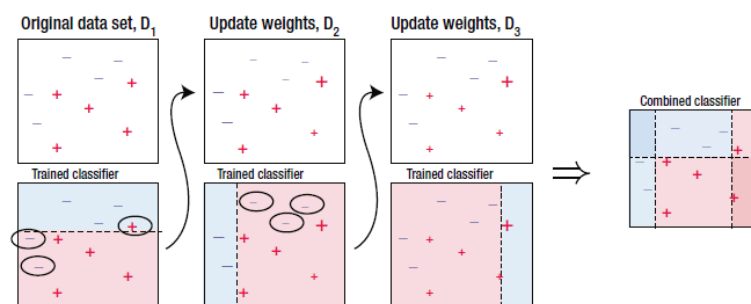 Original data set, D1
Update weights, D2
Update weights, D3
Combined classifier
Trained classifier
Trained classifier
Trained classifier